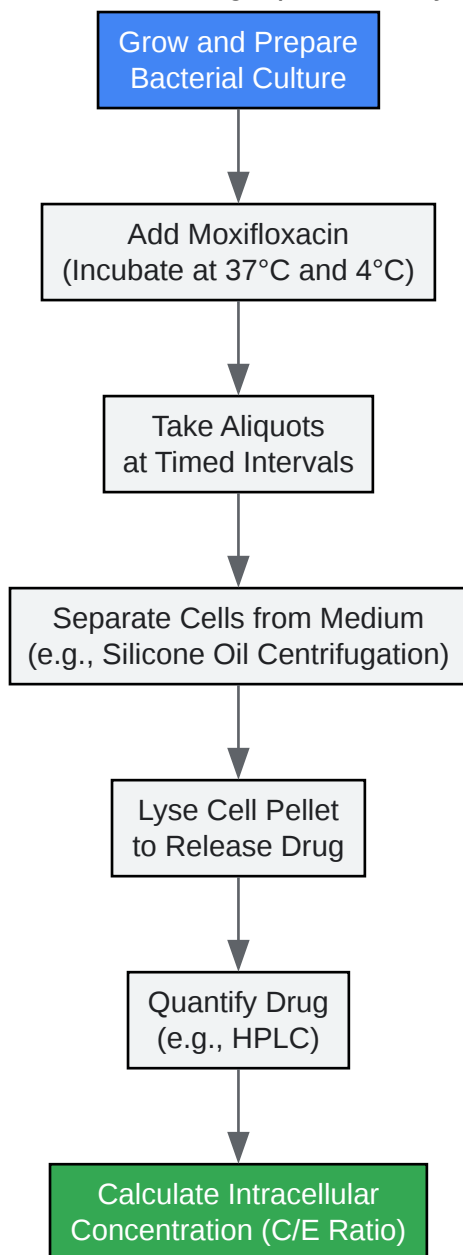 Grow and Prepare
Bacterial Culture
Add Moxifloxacin
(Incubate at 37°C and 4°C)
Take Aliquots
at Timed Intervals
Separate Cells from Medium
(e.g., Silicone Oil Centrifugation)
Lyse Cell Pellet
to Release Drug
Quantify Drug
(e.g., HPLC)
Calculate Intracellular
Concentration (C/E Ratio)